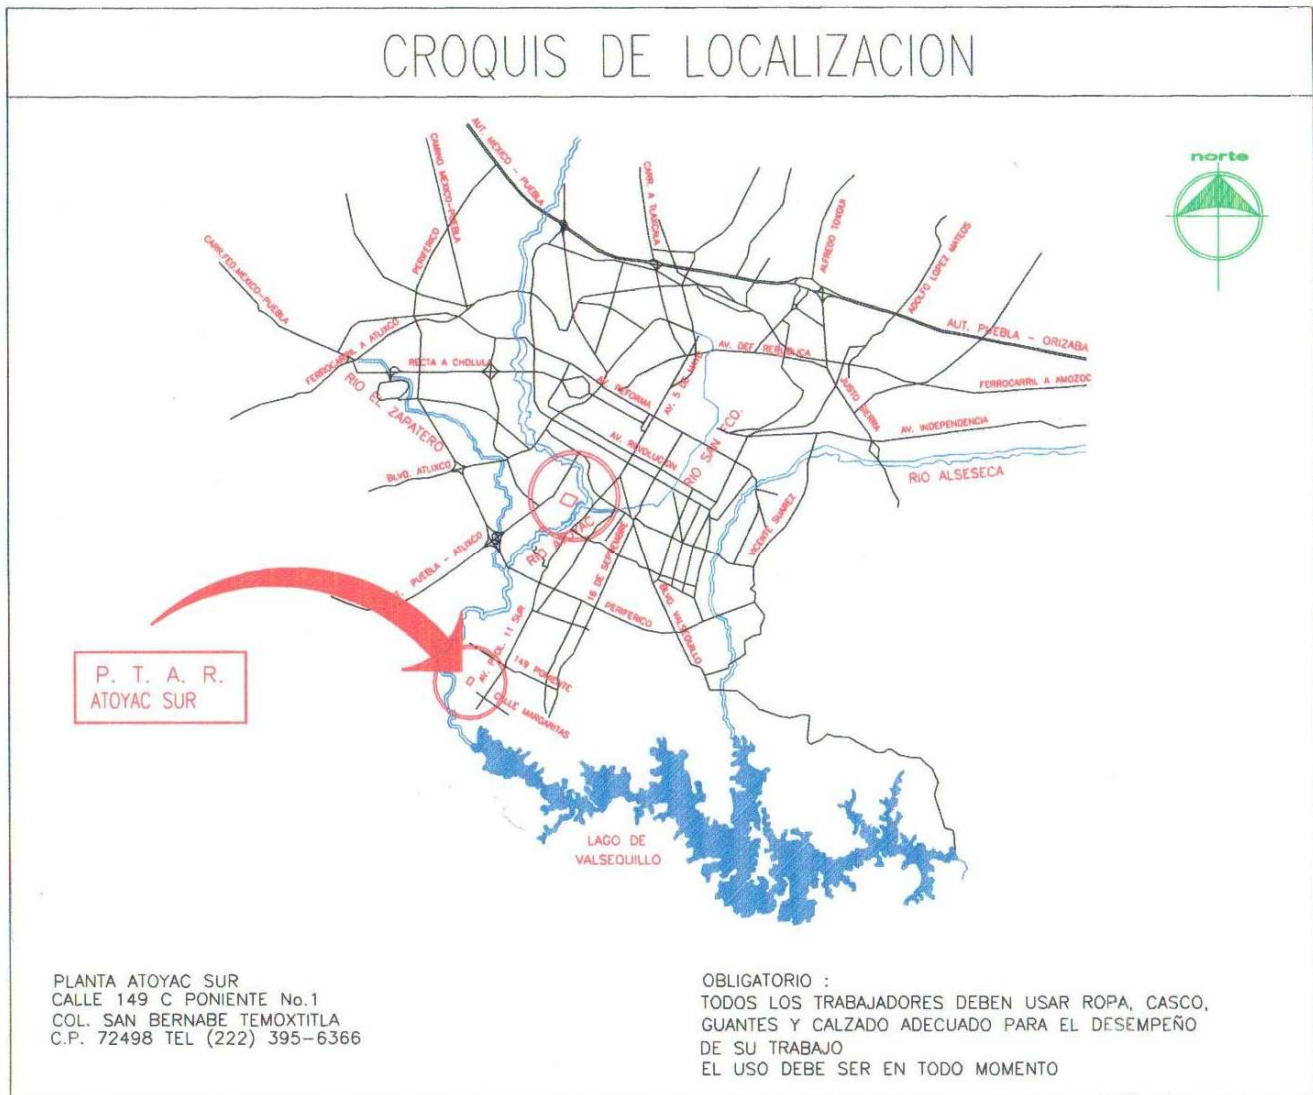 CROQUIS DE LOCALIZACION
norte
AUT. MEXICO - PUEBLA
CAMINO MEXICO-PUEBLA
CARR. A TLAXCALA
PERIFERICO
ALFREDO TOXQUI
ADOLFO LOPEZ MATEOS
CARR.FED.MEXICO-PUEBLA
AUT. PUEBLA - ORIZABA
FERROCARRIL A ATLIXCO
RECTA A CHOLULA
AV. DEF. REPUBLICA
AV. REFORMA
AV. 5 DE MAYO
JUSTO SIERRA
FERROCARRIL A AMOZOC
RIO EL ZAPATERO
AV. REVOLUCION
RIO SAN FCO.
AV. INDEPENDENCIA
BLVD. ATLIXCO
RIO ALSESECA
RIO ATOYAC
VICENTE SUAREZ
PUEBLA - ATLIXCO
16 DE SEPTIEMBRE
PERIFERICO
BLVD. VALSEQUILLO
AV. PROL. 11 SUR
149 PONIENTE
CALLE MARGARITAS
P. T. A. R.
ATOYAC SUR
LAGO DE
VALSEQUILLO
PLANTA ATOYAC SUR
CALLE 149 C PONIENTE No.1
COL. SAN BERNABE TEMOXTITLA
C.P. 72498 TEL (222) 395-6366
OBLIGATORIO :
TODOS LOS TRABAJADORES DEBEN USAR ROPA, CASCO,
GUANTES Y CALZADO ADECUADO PARA EL DESEMPEÑO
DE SU TRABAJO
EL USO DEBE SER EN TODO MOMENTO